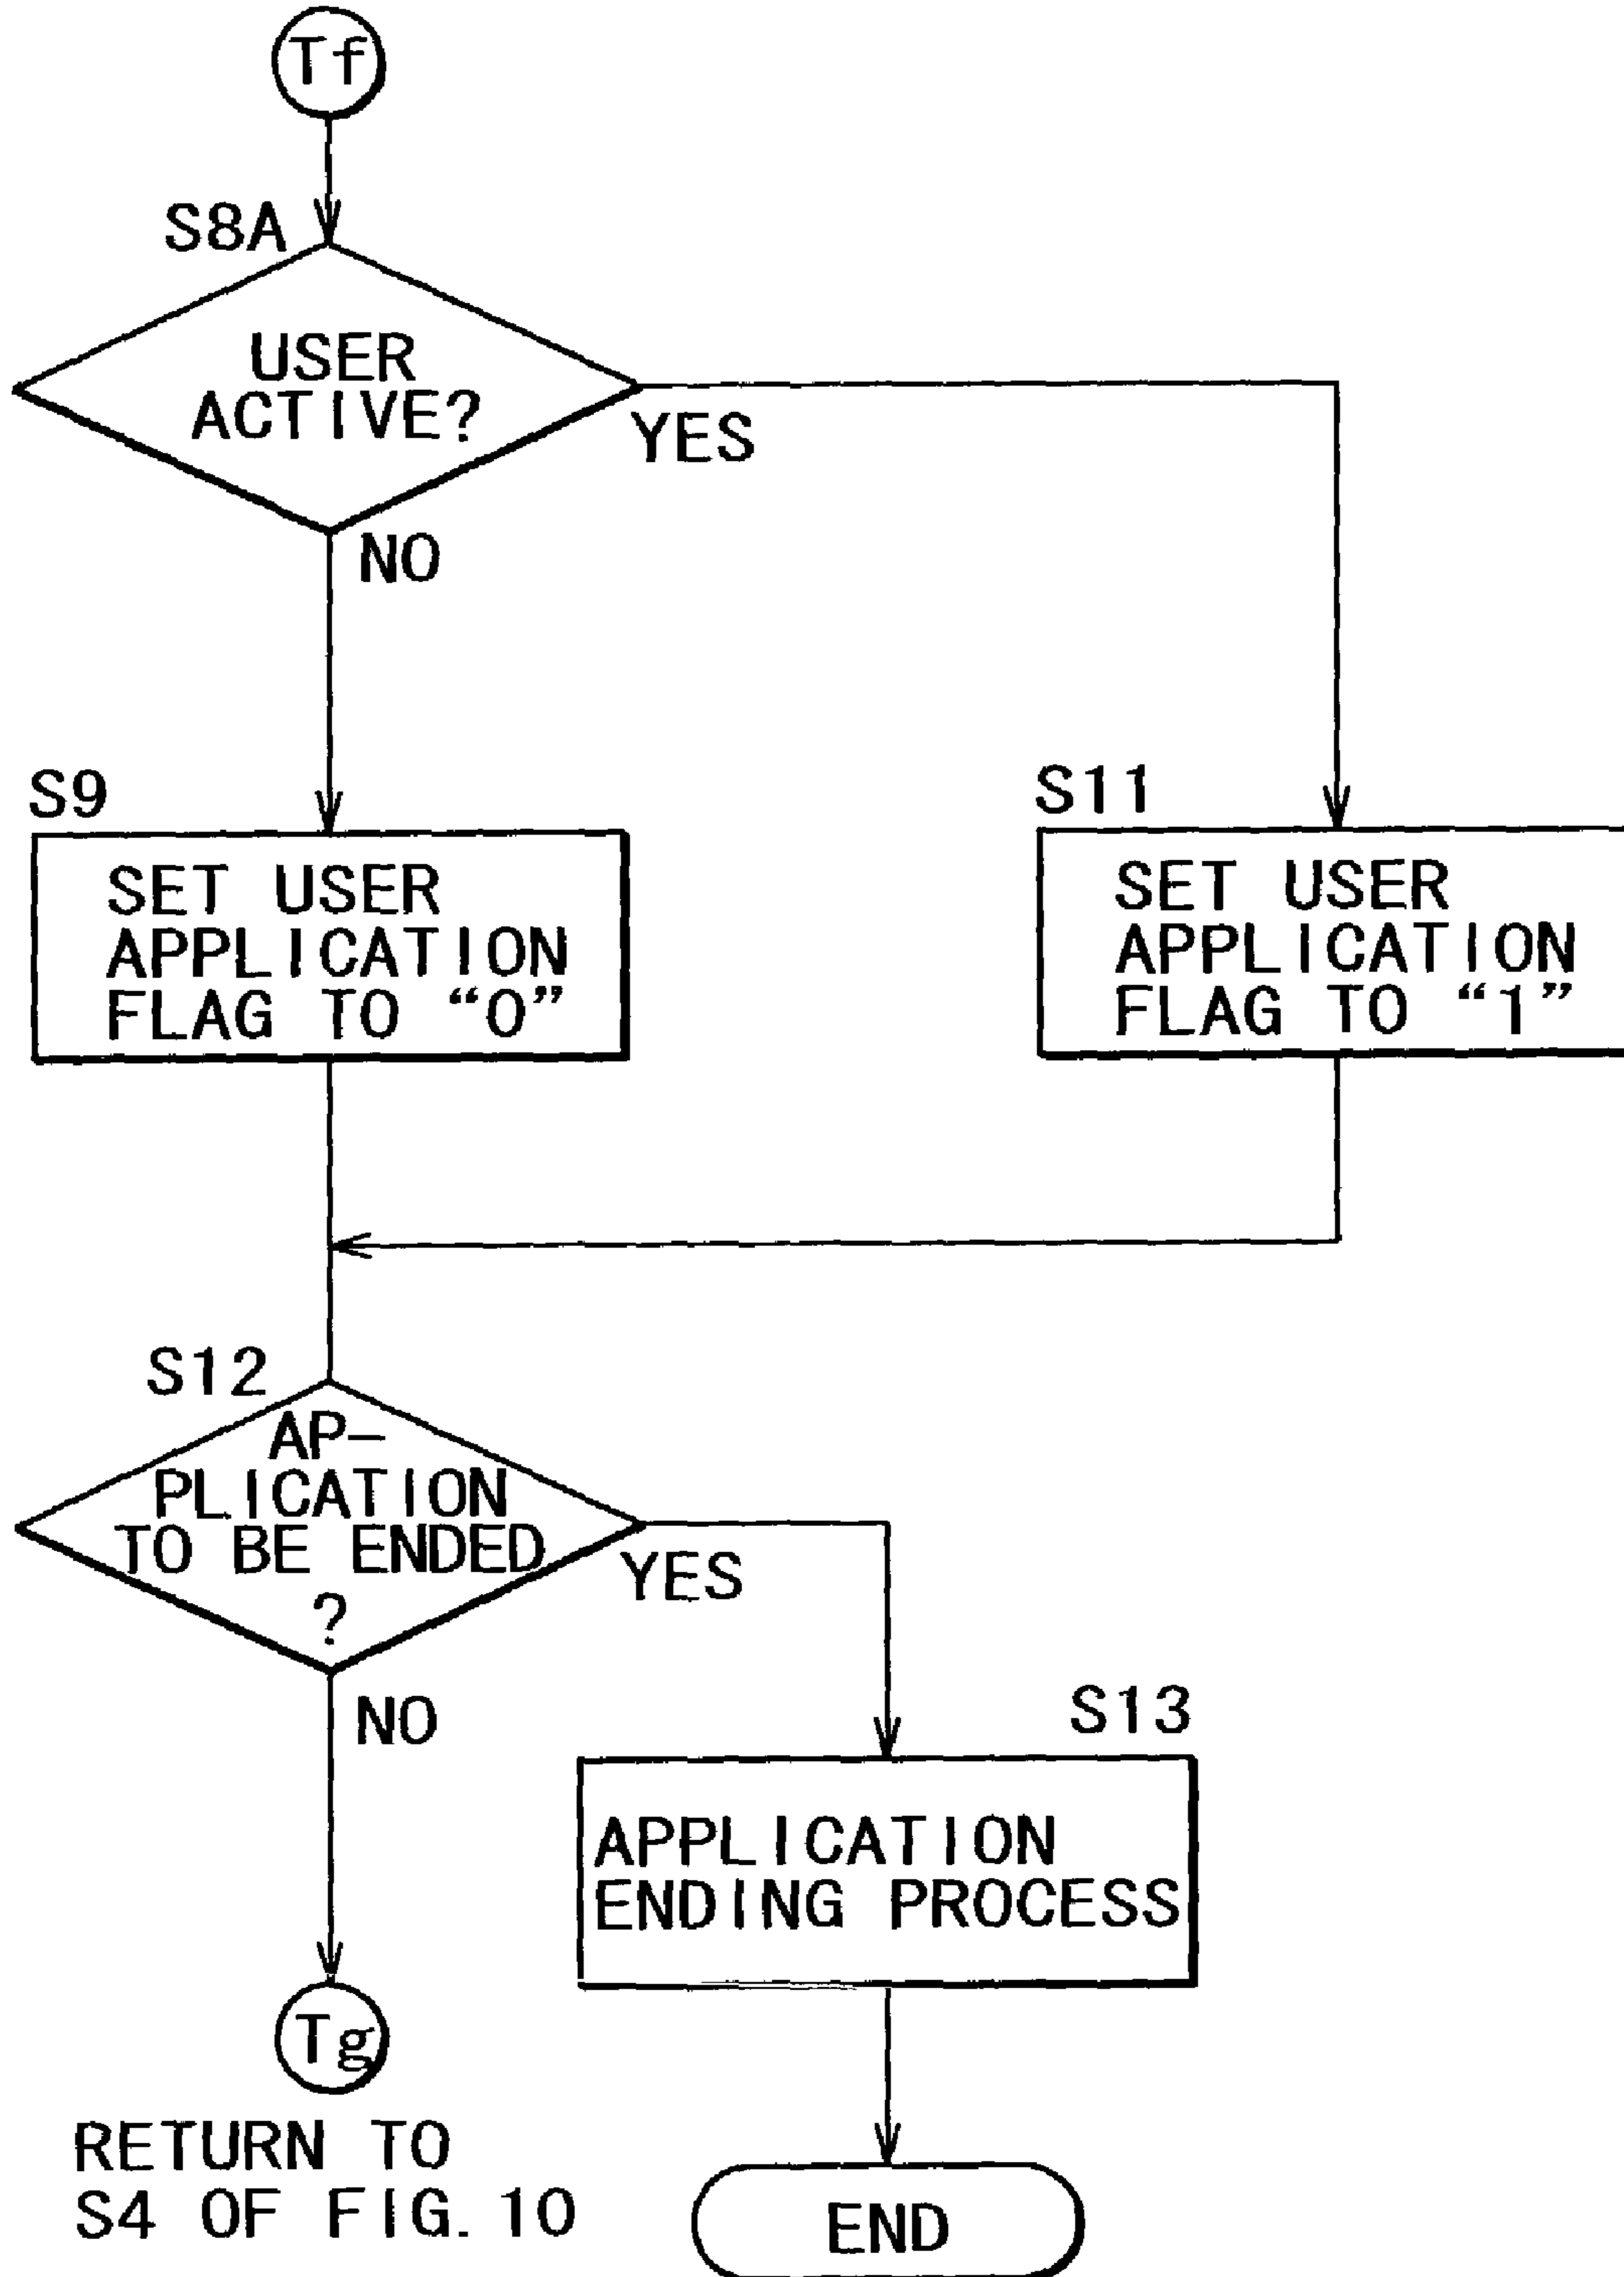 Tf
S8A
USER
ACTIVE?
YES
NO
S9
SET USER
APPLICATION
FLAG TO “0”
S11
SET USER
APPLICATION
FLAG TO “1”
S12
AP-
PLICATION
TO BE ENDED
?
YES
NO
S13
APPLICATION
ENDING PROCESS
Tg
RETURN TO
S4 OF FIG. 10
END